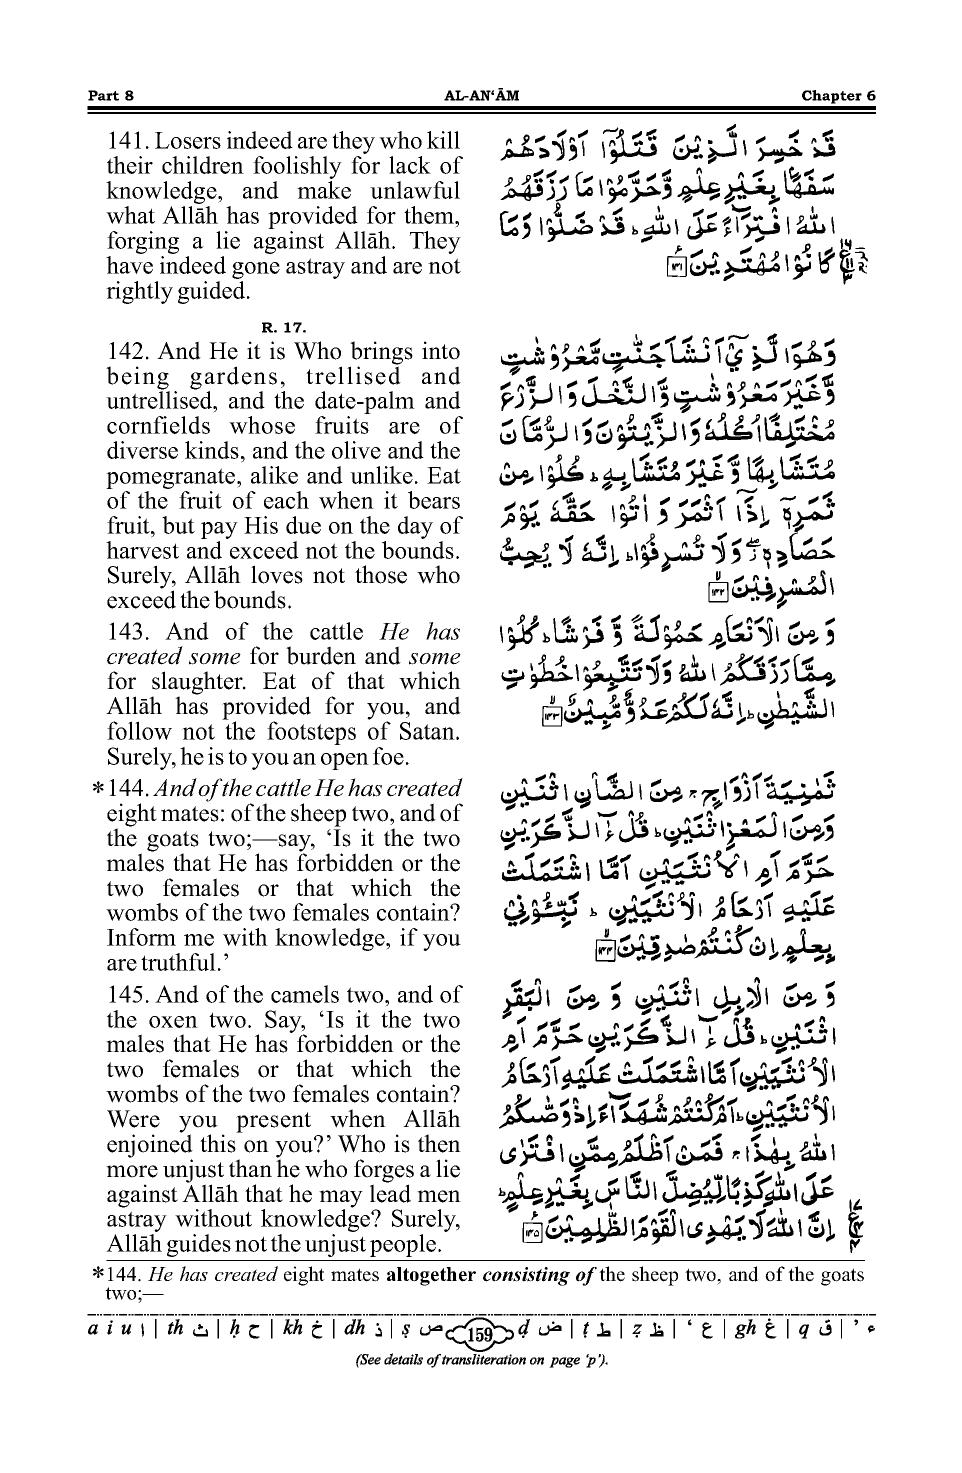 Part 8 AL-AN‘ĀM Chapter 6
141. Losers indeed are they who kill
their children foolishly for lack of
knowledge, and make unlawful
what Allāh has provided for them,
forging a lie against Allāh. They
have indeed gone astray and are not
rightly guided.
R. 17.
142. And He it is Who brings into
being gardens, trellised and
untrellised, and the date-palm and
cornfields whose fruits are of
diverse kinds, and the olive and the
pomegranate, alike and unlike. Eat
of the fruit of each when it bears
fruit, but pay His due on the day of
harvest and exceed not the bounds.
Surely, Allāh loves not those who
exceed the bounds.
143. And of the cattle He has
created some for burden and some
for slaughter. Eat of that which
Allāh has provided for you, and
follow not the footsteps of Satan.
Surely, he is to you an open foe.
*144. And of the cattle He has created
eight mates: of the sheep two, and of
the goats two;—say, ‘Is it the two
males that He has forbidden or the
two females or that which the
wombs of the two females contain?
Inform me with knowledge, if you
are truthful.’
145. And of the camels two, and of
the oxen two. Say, ‘Is it the two
males that He has forbidden or the
two females or that which the
wombs of the two females contain?
Were you present when Allāh
enjoined this on you?’ Who is then
more unjust than he who forges a lie
against Allāh that he may lead men
astray without knowledge? Surely,
Allāh guides not the unjust people.
قَدْ خَسِرَ الَّذِيْنَ قَتَلُوْٓا اَوْلَادَهُمْ
سَفَهًۢا بِغَيْرِ عِلْمٍ وَّحَرَّمُوْا مَا رَزَقَهُمُ
اللّٰهُ افْتِرَآءً عَلَى اللّٰهِ ؕ قَدْ ضَلُّوْا وَمَا
كَانُوْا مُهْتَدِيْنَ ۝۱۴۱
وَهُوَ الَّذِيْٓ اَنْشَاَ جَنّٰتٍ مَّعْرُوْشٰتٍ
وَّغَيْرَ مَعْرُوْشٰتٍ وَّالنَّخْلَ وَالزَّرْعَ
مُخْتَلِفًا اُكُلُهٗ وَالزَّيْتُوْنَ وَالرُّمَّانَ
مُتَشَابِهًا وَّغَيْرَ مُتَشَابِهٍ ؕ كُلُوْا مِنْ
ثَمَرِهٖٓ اِذَآ اَثْمَرَ وَاٰتُوْا حَقَّهٗ يَوْمَ
حَصَادِهٖ ۖ وَلَا تُسْرِفُوْا ؕ اِنَّهٗ لَا يُحِبُّ
الْمُسْرِفِيْنَ ۝۱۴۲
وَمِنَ الْاَنْعَامِ حَمُوْلَةً وَّفَرْشًا ؕ كُلُوْا
مِمَّا رَزَقَكُمُ اللّٰهُ وَلَا تَتَّبِعُوْا خُطُوٰتِ
الشَّيْطٰنِ ؕ اِنَّهٗ لَكُمْ عَدُوٌّ مُّبِيْنٌ ۝۱۴۳
ثَمٰنِيَةَ اَزْوَاجٍ ۚ مِنَ الضَّاْنِ اثْنَيْنِ
وَمِنَ الْمَعْزِ اثْنَيْنِ ؕ قُلْ ءٰٓالذَّكَرَيْنِ
حَرَّمَ اَمِ الْاُنْثَيَيْنِ اَمَّا اشْتَمَلَتْ
عَلَيْهِ اَرْحَامُ الْاُنْثَيَيْنِ ؕ نَبِّـُٔوْنِيْ
بِعِلْمٍ اِنْ كُنْتُمْ صٰدِقِيْنَ ۝۱۴۴
وَمِنَ الْاِبِلِ اثْنَيْنِ وَمِنَ الْبَقَرِ
اثْنَيْنِ ؕ قُلْ ءٰٓالذَّكَرَيْنِ حَرَّمَ اَمِ
الْاُنْثَيَيْنِ اَمَّا اشْتَمَلَتْ عَلَيْهِ اَرْحَامُ
الْاُنْثَيَيْنِ ؕ اَمْ كُنْتُمْ شُهَدَآءَ اِذْ وَصّٰكُمُ
اللّٰهُ بِهٰذَا ۚ فَمَنْ اَظْلَمُ مِمَّنِ افْتَرٰى
عَلَى اللّٰهِ كَذِبًا لِّيُضِلَّ النَّاسَ بِغَيْرِ عِلْمٍ ؕ
اِنَّ اللّٰهَ لَا يَهْدِى الْقَوْمَ الظّٰلِمِيْنَ ۝۱۴۵
*144. He has created eight mates altogether consisting of the sheep two, and of the goats
two;—
a i u ا | th ث | ḥ ح | kh خ | dh ذ | ṣ ص 159 ḍ ض | ṭ ط | ẓ ظ | ‘ ع | gh غ | q ق | ’ ء
(See details of transliteration on page ‘p’).